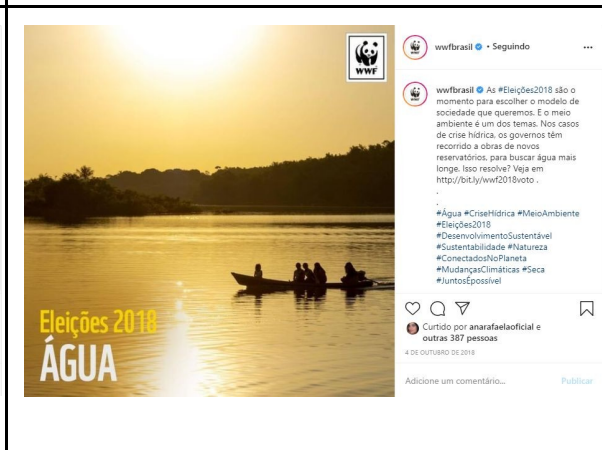 WWF
Eleições 2018
ÁGUA
wwfbrasil • Seguindo
wwfbrasil As #Eleições2018 são o
momento para escolher o modelo de
sociedade que queremos. E o meio
ambiente é um dos temas. Nos casos
de crise hídrica, os governos têm
recorrido a obras de novos
reservatórios, para buscar água mais
longe. Isso resolve? Veja em
http://bit.ly/wwf2018voto .
.
.
#Água #CriseHídrica #MeioAmbiente
#Eleições2018
#DesenvolvimentoSustentável
#Sustentabilidade #Natureza
#ConectadosNoPlaneta
#MudançasClimáticas #Seca
#JuntosÉpossível
Curtido por anarafaelaoficial e
outras 387 pessoas
4 DE OUTUBRO DE 2018
Adicione um comentário...
Publicar